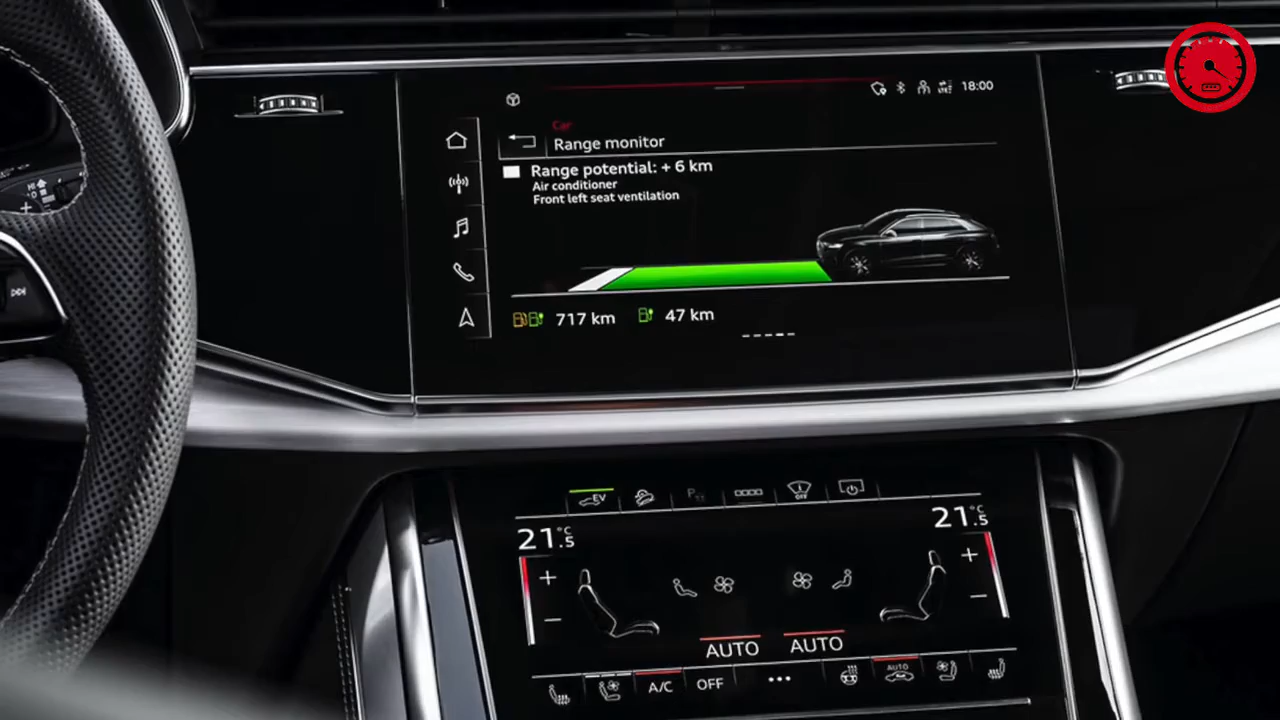 18:00
Car
Range monitor
Range potential: + 6 km
Air conditioner
Front left seat ventilation
717 km
47 km
EV
OFF
21.5 °C
21.5 °C
+
−
+
−
AUTO
AUTO
A/C
OFF
•••
AUTO